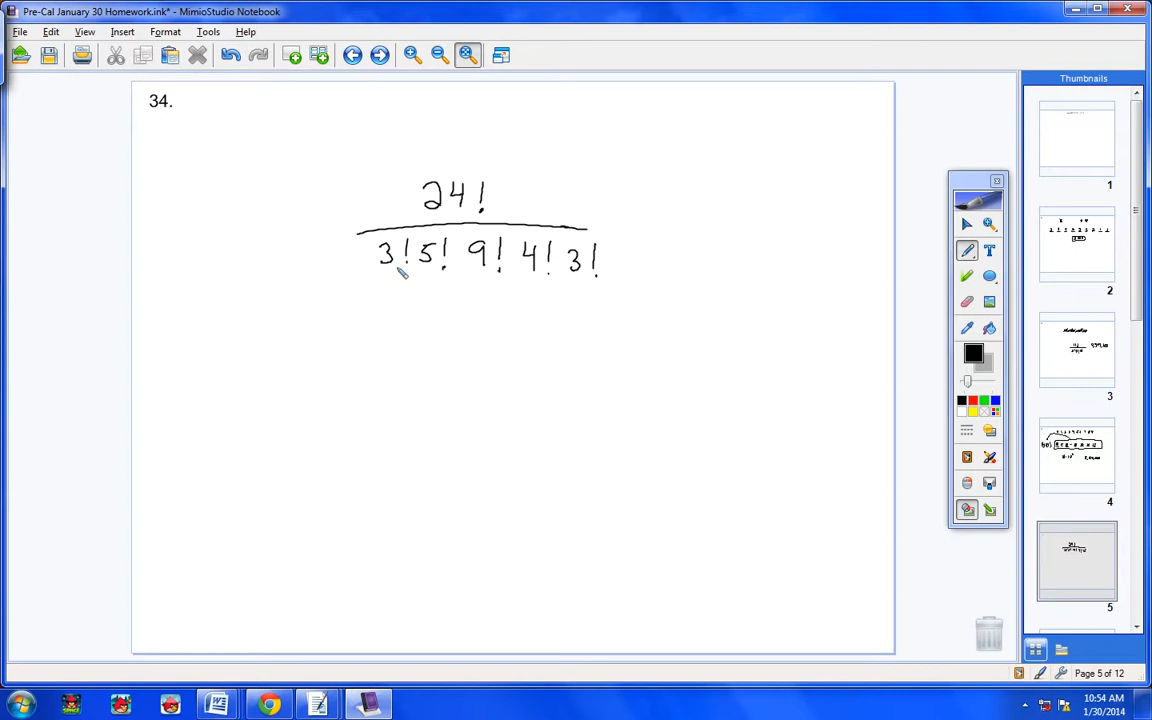 Pre-Cal January 30 Homework.ink* - MimioStudio Notebook
File Edit View Insert Format Tools Help
Thumbnails
34.
24!
3! 5! 9! 4! 3!
1
2
3
4
5
Page 5 of 12
10:54 AM
1/30/2014